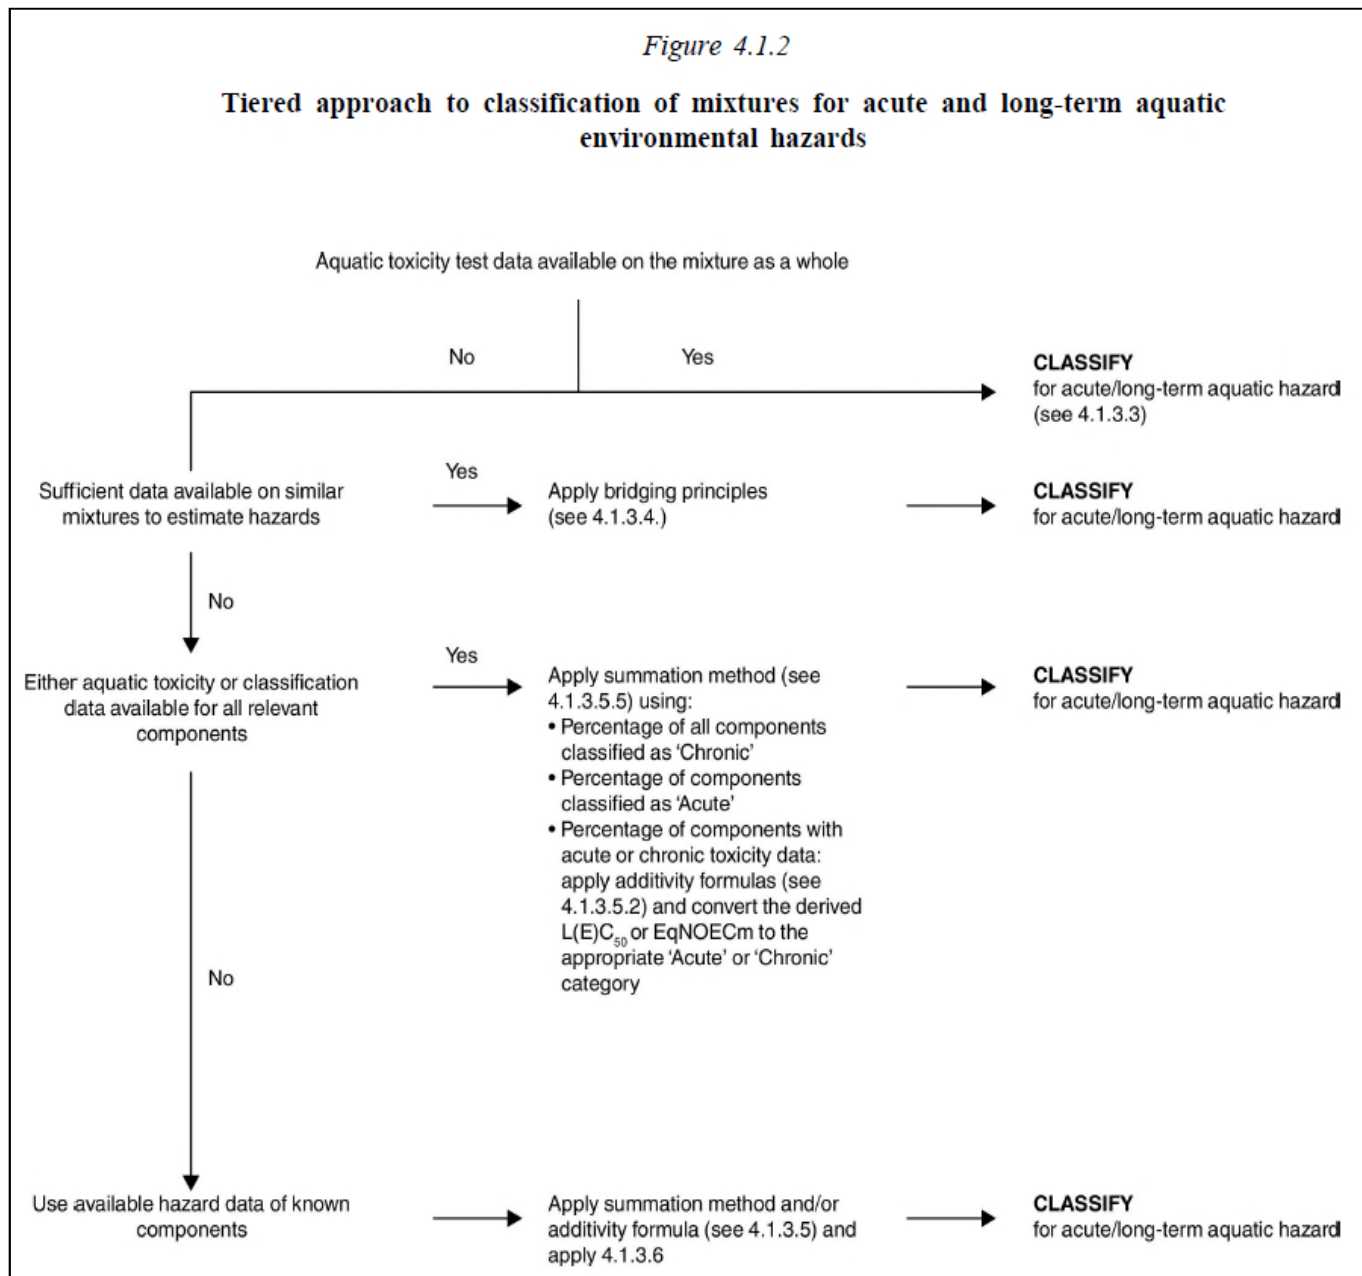 Figure 4.1.2
Tiered approach to classification of mixtures for acute and long-term aquatic
environmental hazards
Aquatic toxicity test data available on the mixture as a whole
No
Yes
CLASSIFY
for acute/long-term aquatic hazard
(see 4.1.3.3)
Sufficient data available on similar
mixtures to estimate hazards
Yes
Apply bridging principles
(see 4.1.3.4.)
CLASSIFY
for acute/long-term aquatic hazard
No
Either aquatic toxicity or classification
data available for all relevant
components
Yes
Apply summation method (see
4.1.3.5.5) using:
• Percentage of all components
classified as ‘Chronic’
• Percentage of components
classified as ‘Acute’
• Percentage of components with
acute or chronic toxicity data:
apply additivity formulas (see
4.1.3.5.2) and convert the derived
L(E)C50 or EqNOECm to the
appropriate ‘Acute’ or ‘Chronic’
category
CLASSIFY
for acute/long-term aquatic hazard
No
Use available hazard data of known
components
Apply summation method and/or
additivity formula (see 4.1.3.5) and
apply 4.1.3.6
CLASSIFY
for acute/long-term aquatic hazard